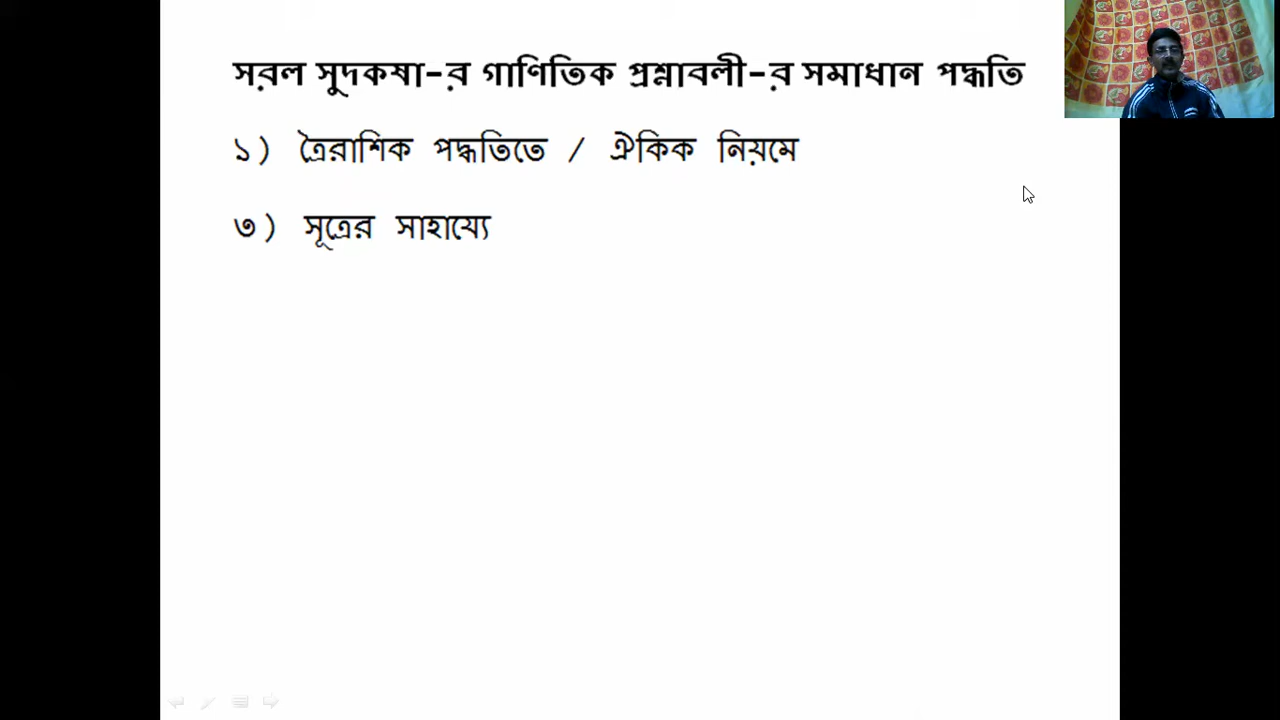 সরল সুদকষা-র গাণিতিক প্রশ্নাবলী-র সমাধান পদ্ধতি
১) ত্রৈরাশিক পদ্ধতিতে / ঐকিক নিয়মে
৩) সূত্রের সাহায্যে